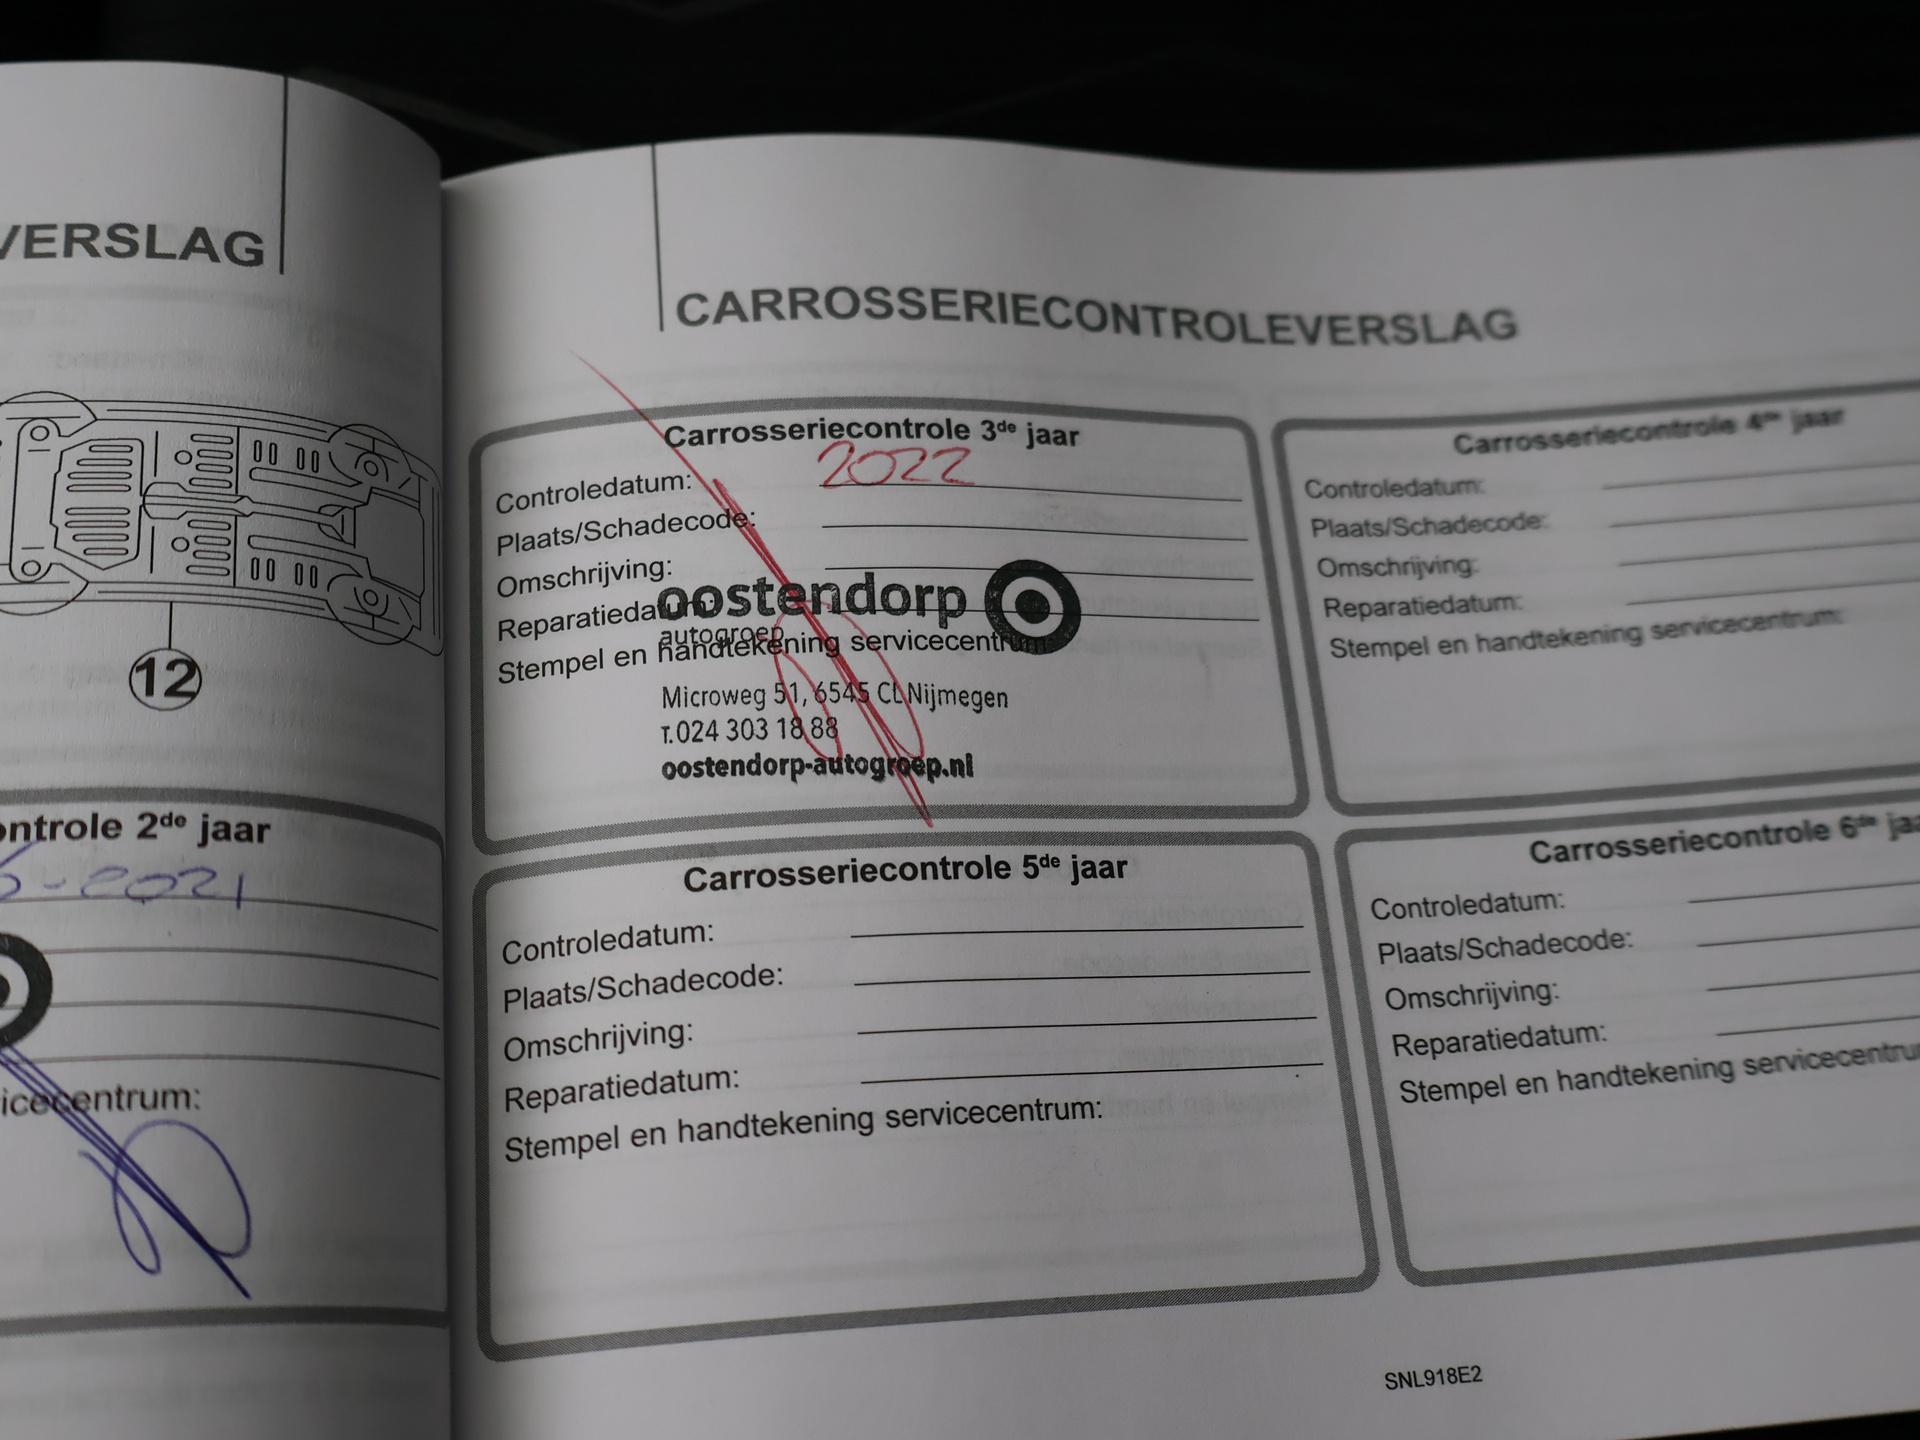 VERSLAG
12
ontrole 2de jaar
-2021
icecentrum:
CARROSSERIECONTROLEVERSLAG
Carrosseriecontrole 3de jaar
Controledatum: 2022
Plaats/Schadecode:
Omschrijving:
Reparatiedatum:
oostendorp
autogroep
Stempel en handtekening servicecentrum:
Microweg 51, 6545 CL Nijmegen
T.024 303 18 88
oostendorp-autogroep.nl
Carrosseriecontrole 4de jaar
Controledatum:
Plaats/Schadecode:
Omschrijving:
Reparatiedatum:
Stempel en handtekening servicecentrum:
Carrosseriecontrole 5de jaar
Controledatum:
Plaats/Schadecode:
Omschrijving:
Reparatiedatum:
Stempel en handtekening servicecentrum:
Carrosseriecontrole 6de jaa
Controledatum:
Plaats/Schadecode:
Omschrijving:
Reparatiedatum:
Stempel en handtekening servicecentru
SNL918E2